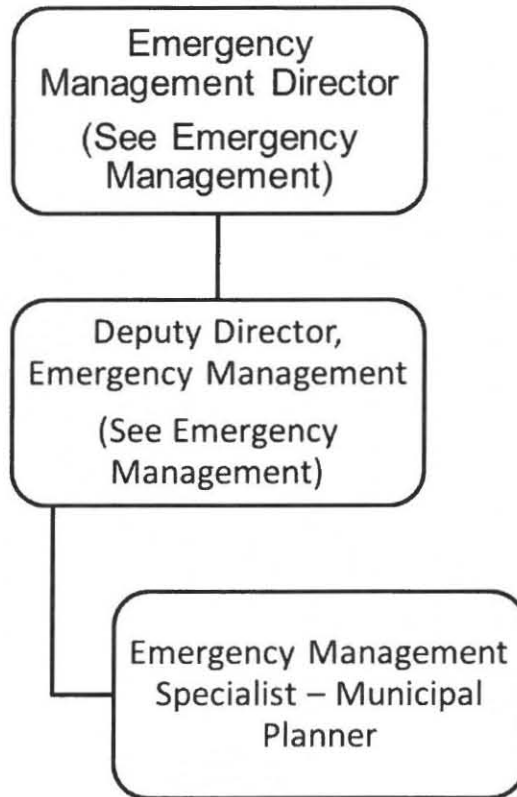 Emergency
Management Director
(See Emergency
Management)
Deputy Director,
Emergency Management
(See Emergency
Management)
Emergency Management
Specialist – Municipal
Planner